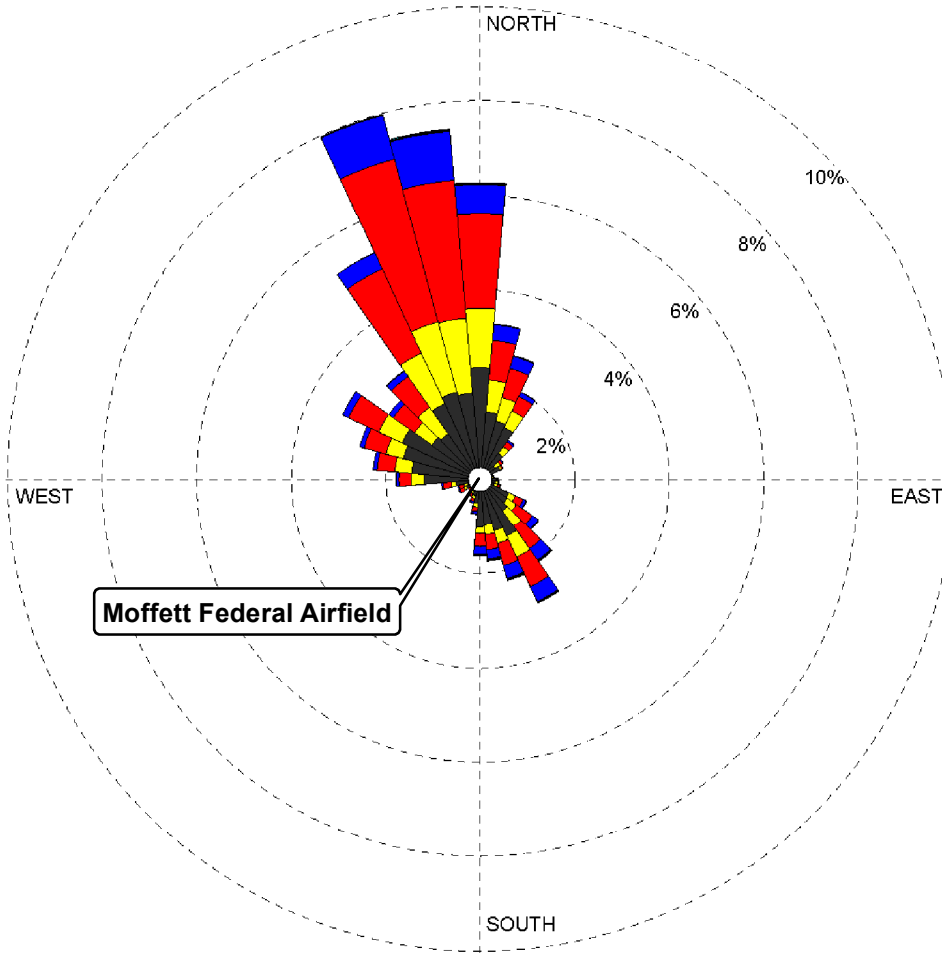 NORTH
10%
8%
6%
4%
2%
WEST
EAST
Moffett Federal Airfield
SOUTH